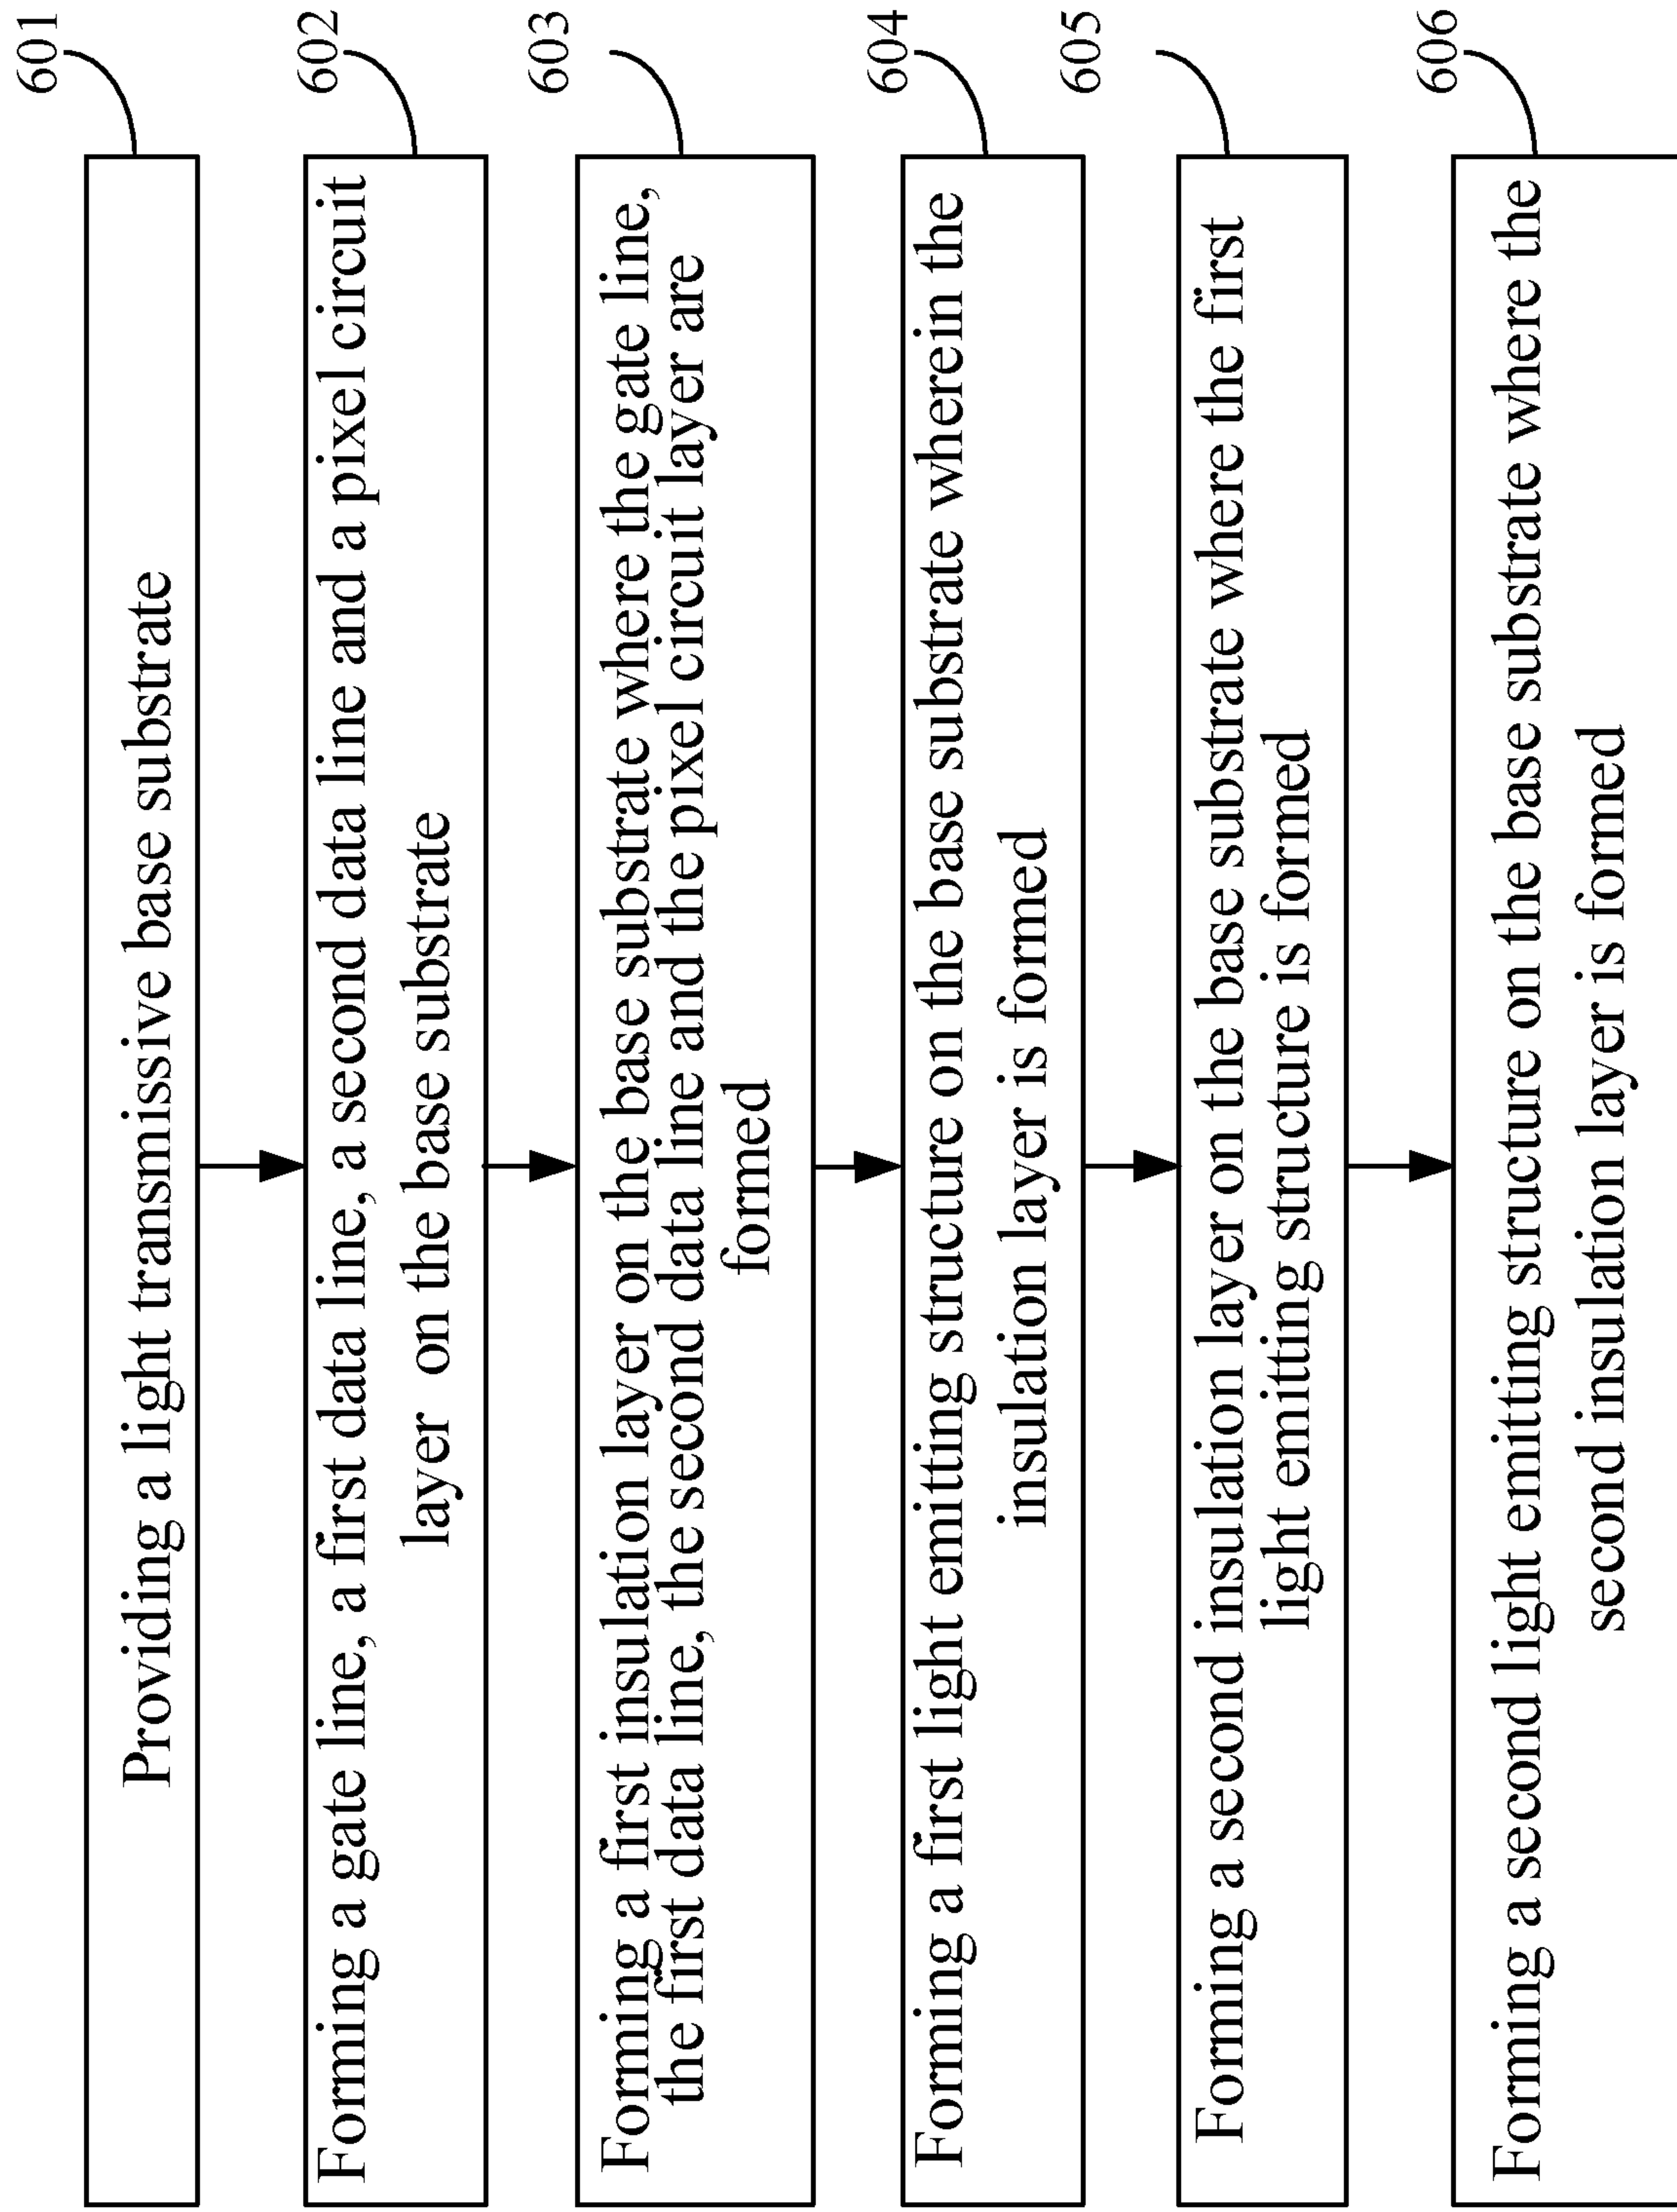 601
Providing a light transmissive base substrate
602
Forming a gate line, a first data line, a second data line and a pixel circuit
layer on the base substrate
603
Forming a first insulation layer on the base substrate where the gate line,
the first data line, the second data line and the pixel circuit layer are
formed
604
Forming a first light emitting structure on the base substrate wherein the
insulation layer is formed
605
Forming a second insulation layer on the base substrate where the first
light emitting structure is formed
606
Forming a second light emitting structure on the base substrate where the
second insulation layer is formed